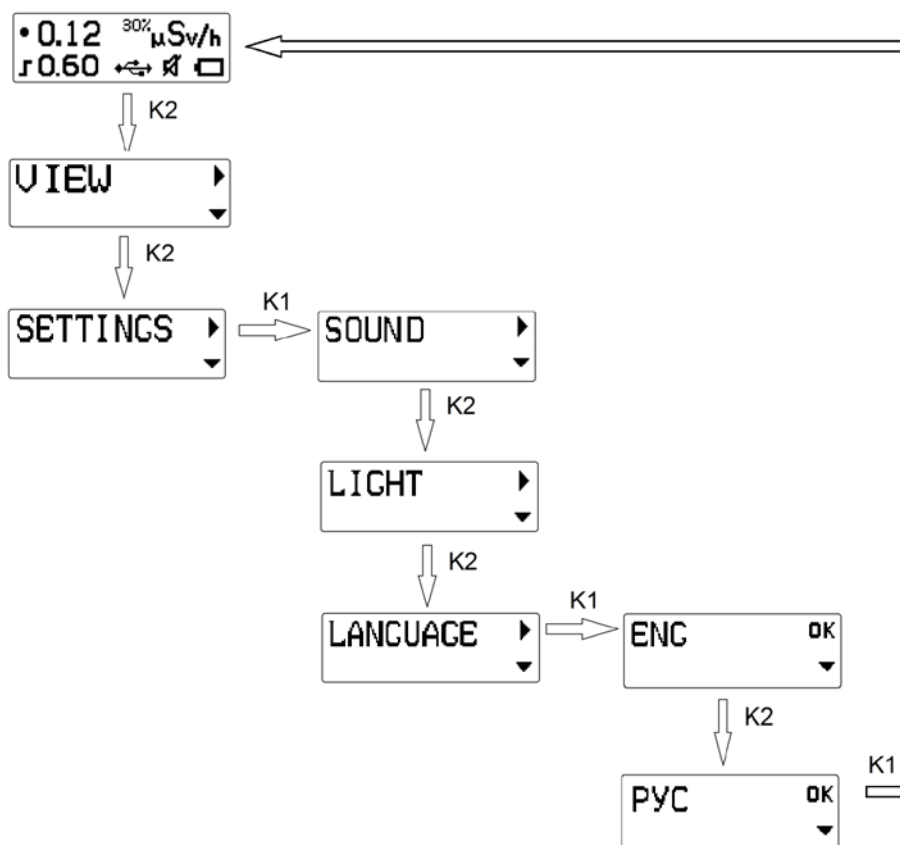 0.12 30% µSv/h
0.60
K2
VIEW
K2
SETTINGS
K1
SOUND
K2
LIGHT
K2
LANGUAGE
K1
ENG OK
K2
РУС OK
K1